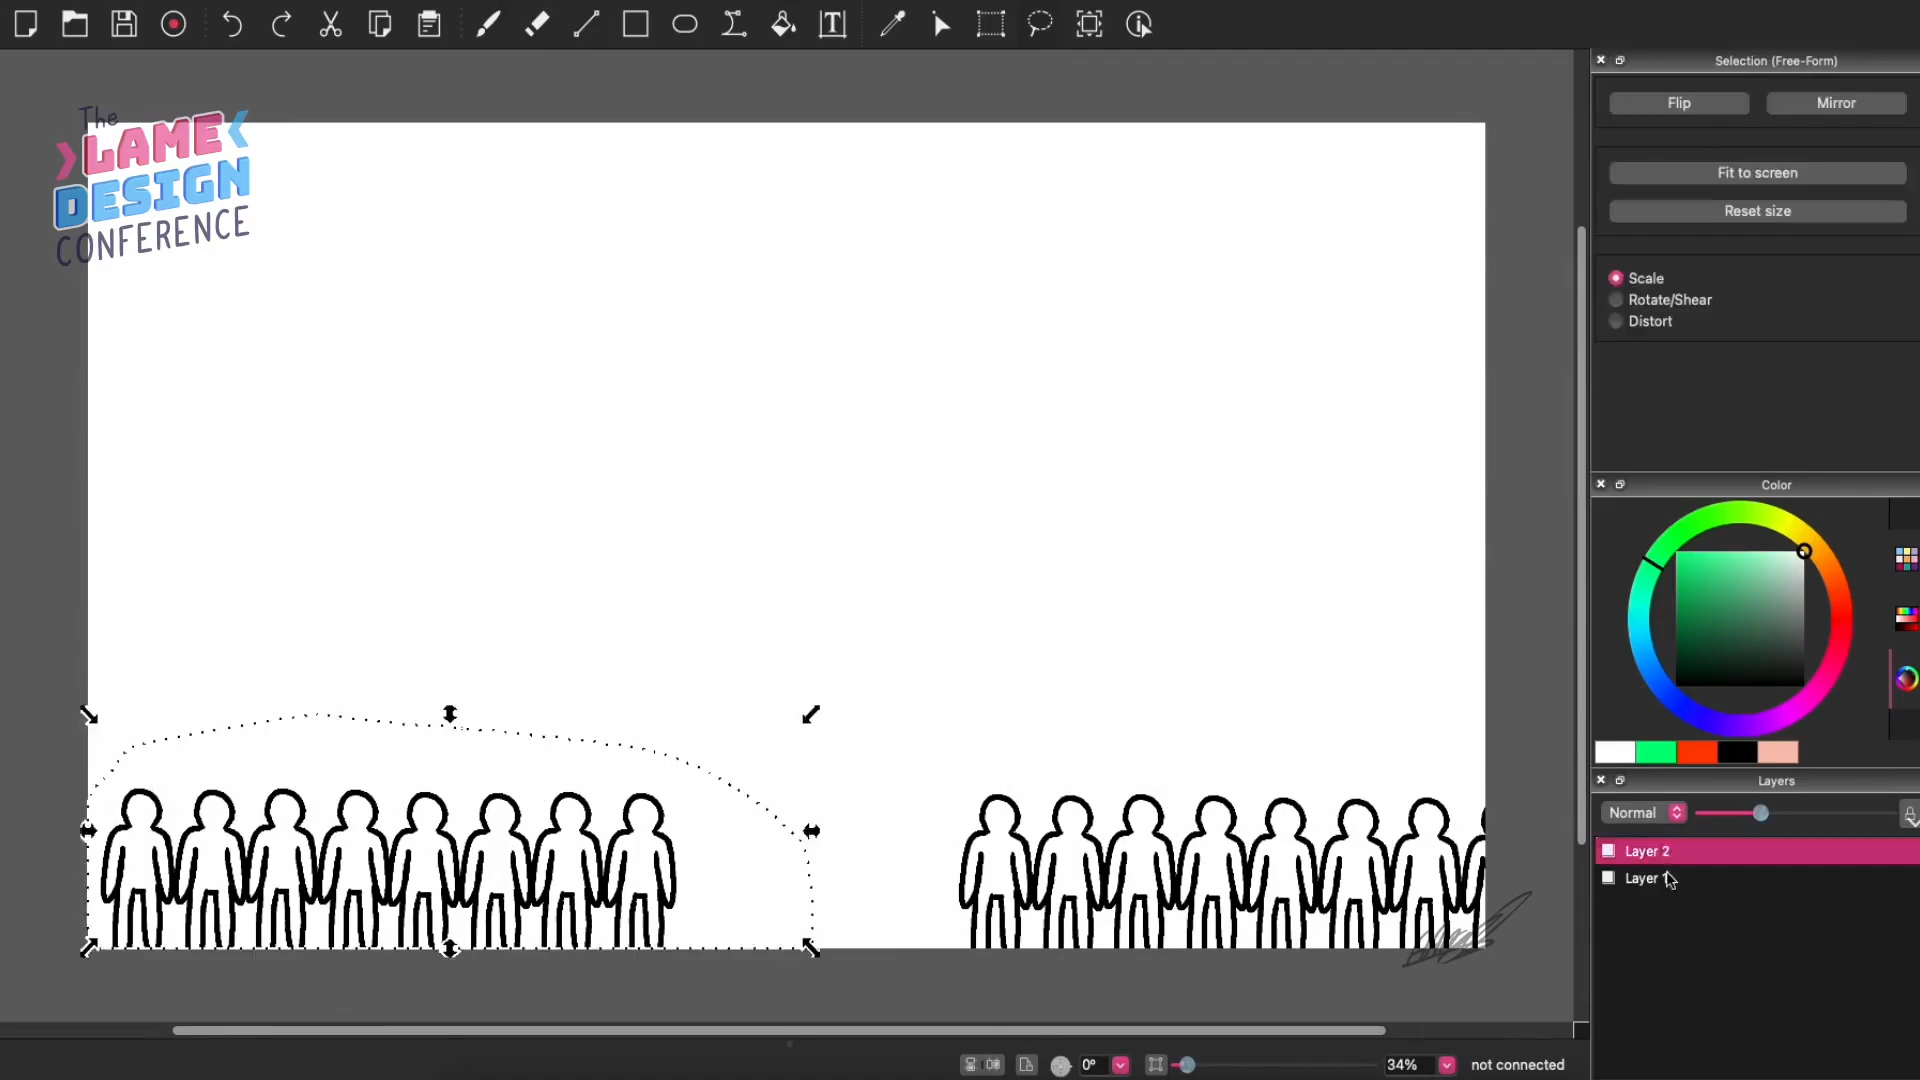 Selection (Free-Form)
Flip
Mirror
The
LAME
DESIGN
CONFERENCE
Fit to screen
Reset size
Scale
Rotate/Shear
Distort
Color
Layers
Normal
Layer 2
Layer 1
0°
34%
not connected